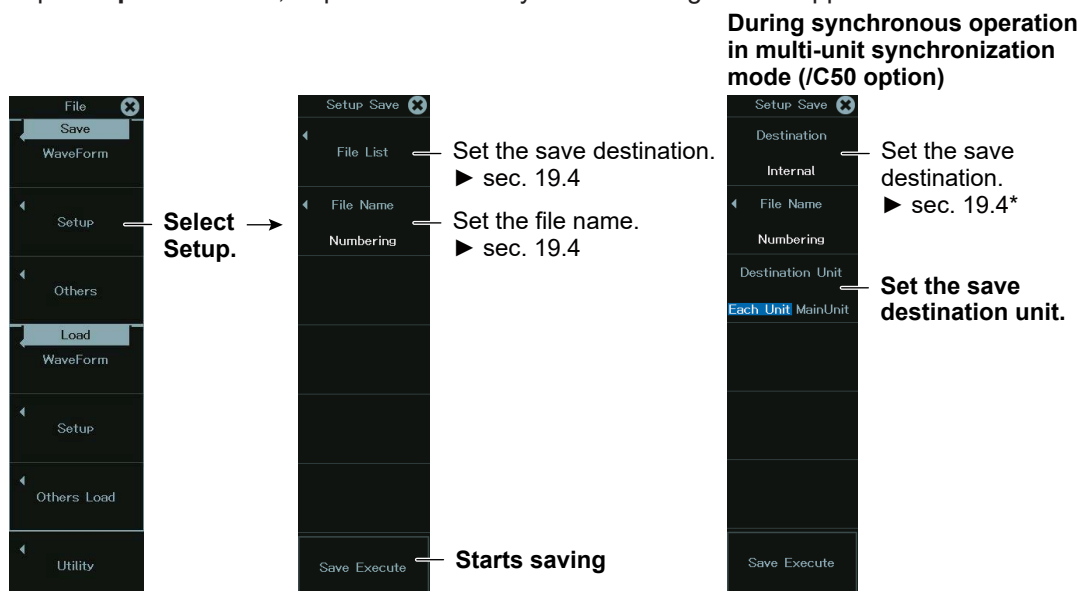 During synchronous operation
in multi-unit synchronization
mode (/C50 option)
File
Save
WaveForm
Setup
Others
Load
WaveForm
Setup
Others Load
Utility
Select
Setup.
Setup Save
File List
File Name
Numbering
Save Execute
Set the save destination.
► sec. 19.4
Set the file name.
► sec. 19.4
Starts saving
Setup Save
Destination
Internal
File Name
Numbering
Destination Unit
Each Unit MainUnit
Save Execute
Set the save
destination.
► sec. 19.4*
Set the save
destination unit.